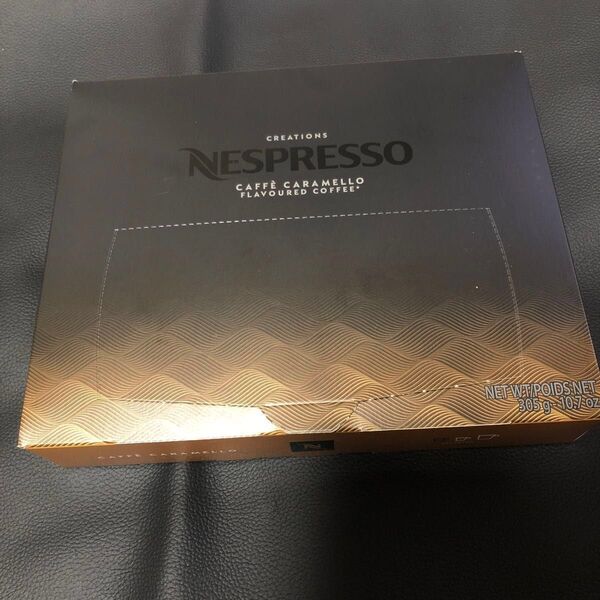 CREATIONS
NESPRESSO
CAFFÈ CARAMELLO
FLAVOURED COFFEE*
NET WT/POIDS NET
305 g - 10.7 oz
CAFFÈ CARAMELLO
N